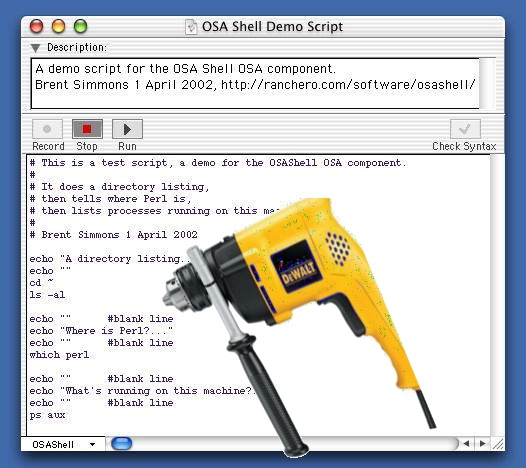 OSA Shell Demo Script
Description:
A demo script for the OSA Shell OSA component.
Brent Simmons 1 April 2002, http://ranchero.com/software/osashell/
Record Stop Run Check Syntax
# This is a test script, a demo for the OSAShell OSA component.
#
# It does a directory listing,
# then tells where Perl is,
# then lists processes running on this
#
# Brent Simmons 1 April 2002
echo "A directory listing..
echo ""
cd ~
ls -al
echo "" #blank line
echo "Where is Perl?..."
echo "" #blank line
which perl
echo "" #blank line
echo "What's running on this machine?.
echo "" #blank line
ps aux
DEWALT
OSAShell